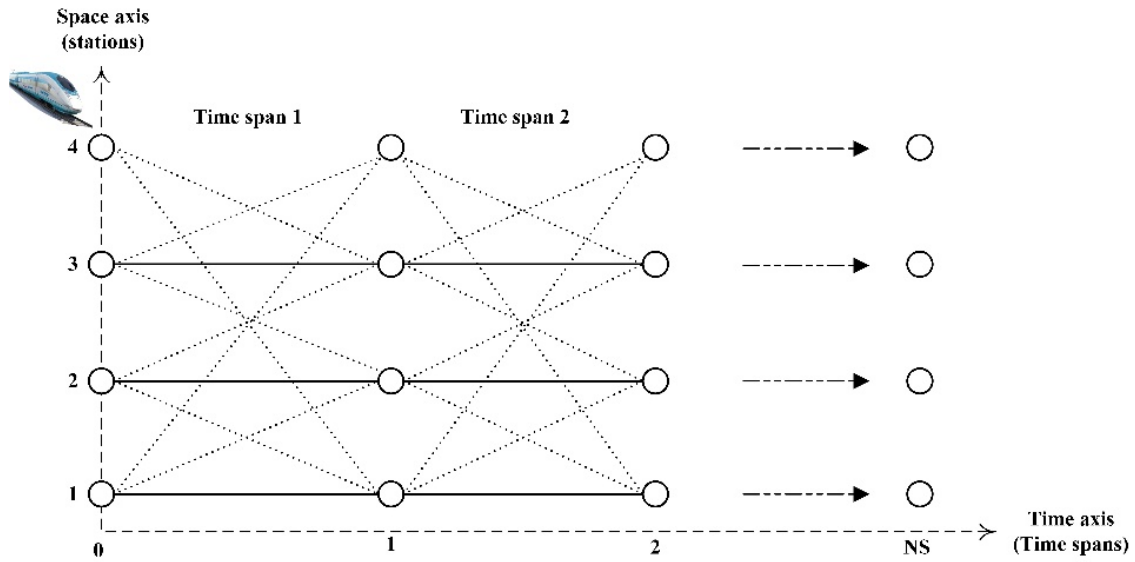 Space axis
(stations)
Time span 1
Time span 2
4
3
2
1
0
1
2
NS
Time axis
(Time spans)